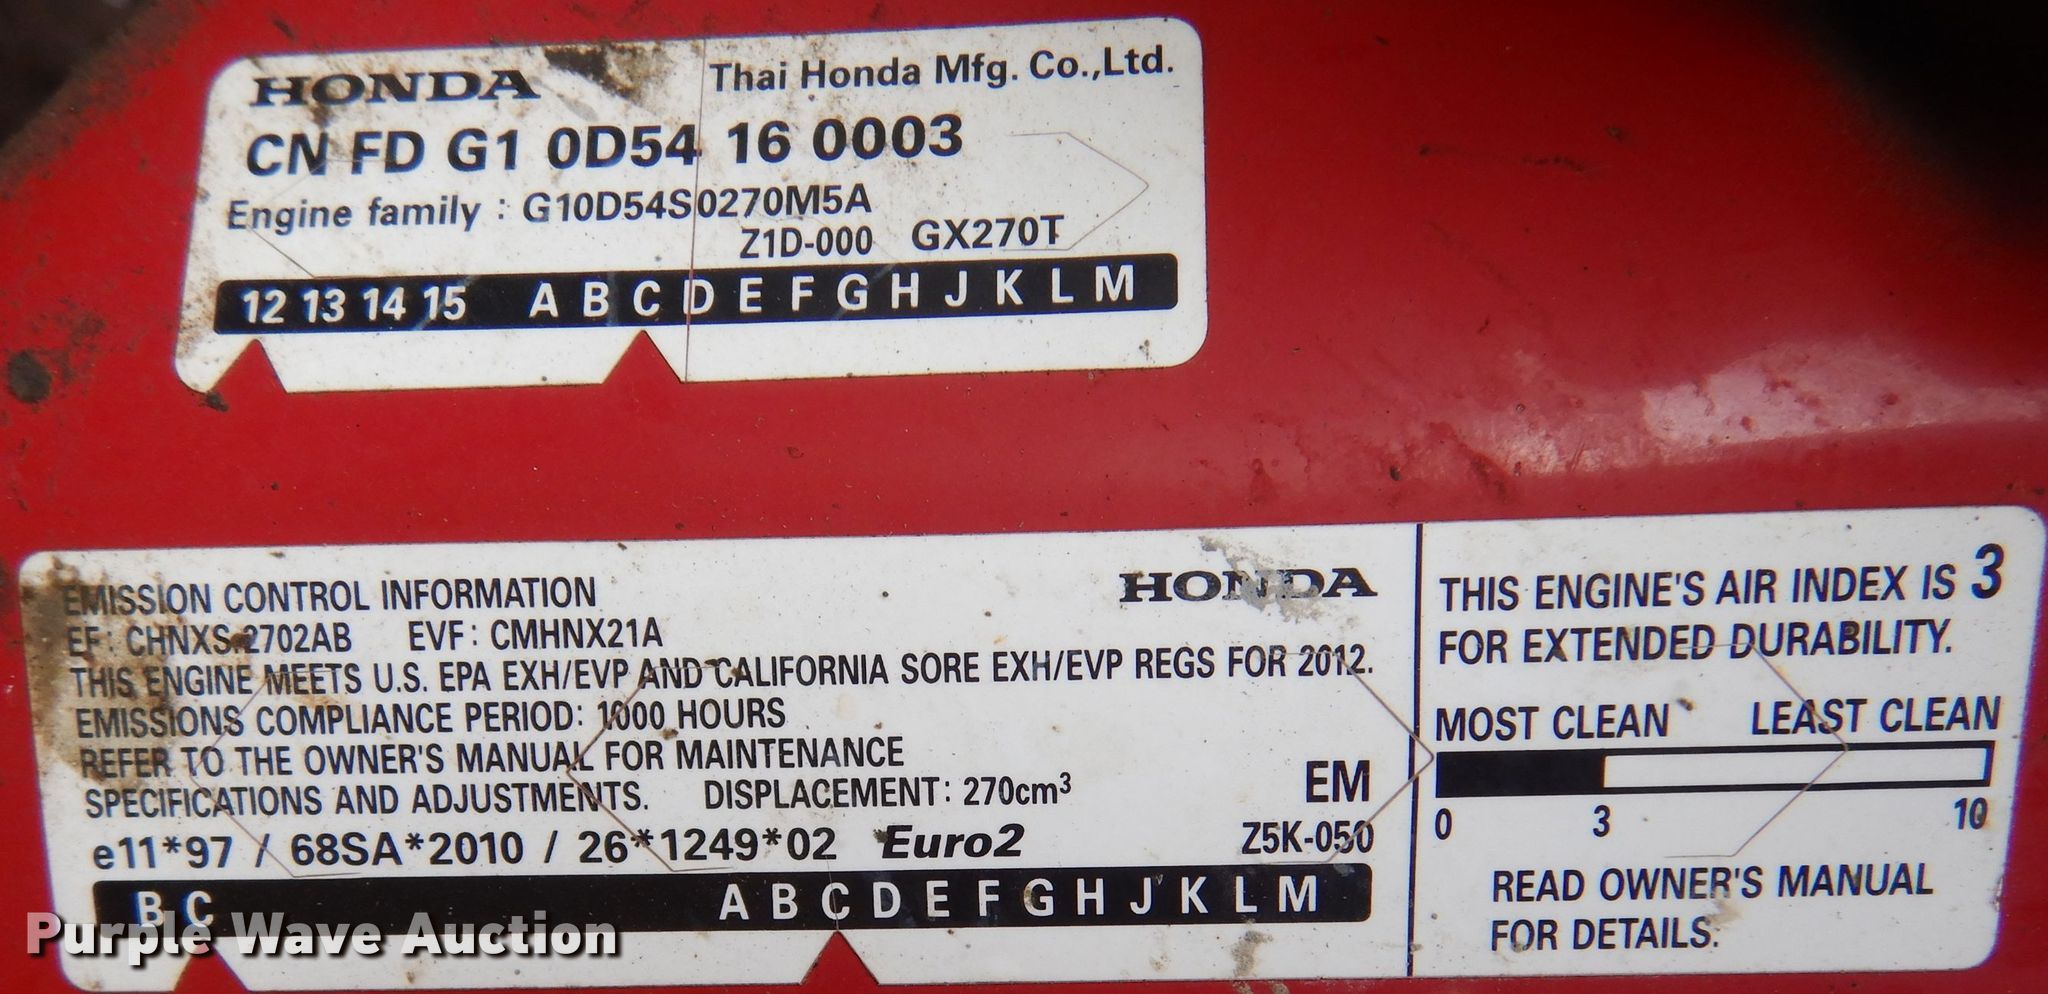 HONDA Thai Honda Mfg. Co.,Ltd.
CN FD G1 0D54 16 0003
Engine family : G10D54S0270M5A
Z1D-000 GX270T
12 13 14 15 A B C D E F G H J K L M
EMISSION CONTROL INFORMATION HONDA
EF: CHNXS.2702AB EVF: CMHNX21A
THIS ENGINE MEETS U.S. EPA EXH/EVP AND CALIFORNIA SORE EXH/EVP REGS FOR 2012.
EMISSIONS COMPLIANCE PERIOD: 1000 HOURS
REFER TO THE OWNER'S MANUAL FOR MAINTENANCE
SPECIFICATIONS AND ADJUSTMENTS. DISPLACEMENT: 270cm³ EM
e11*97 / 68SA*2010 / 26*1249*02 Euro2 Z5K-050
B C A B C D E F G H J K L M
THIS ENGINE'S AIR INDEX IS 3
FOR EXTENDED DURABILITY.
MOST CLEAN LEAST CLEAN
0 3 10
READ OWNER'S MANUAL
FOR DETAILS.
Purple Wave Auction